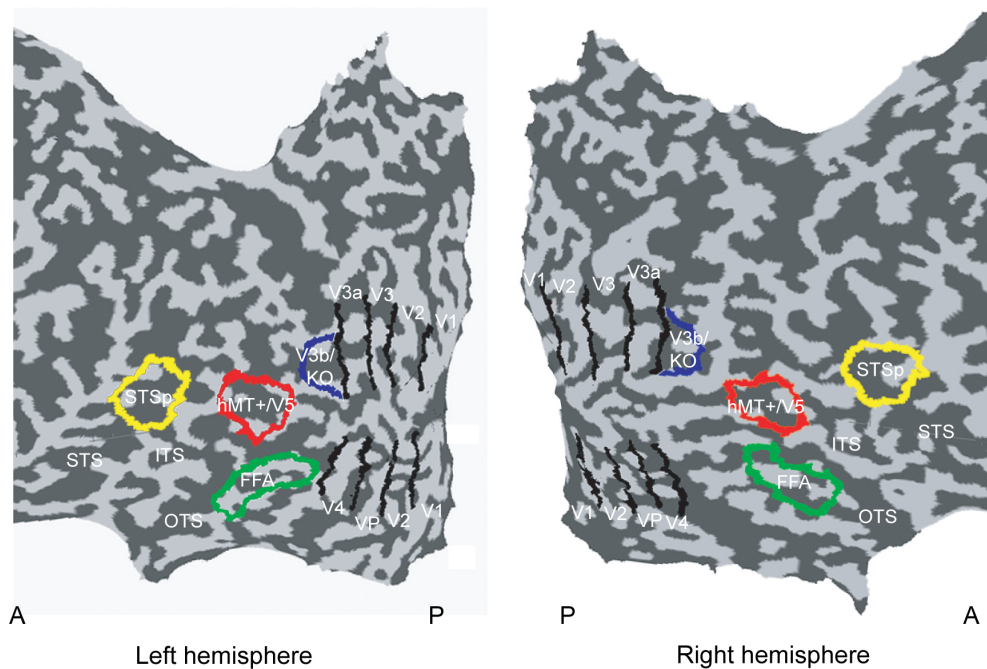 V3a
V3
V2
V1
V3b/
KO
STSp
hMT+/V5
STS
ITS
FFA
OTS
V4
VP
V2
V1
A
P
Left hemisphere
V1
V2
V3
V3a
V3b/
KO
STSp
hMT+/V5
ITS
STS
FFA
OTS
V1
V2
VP
V4
P
A
Right hemisphere